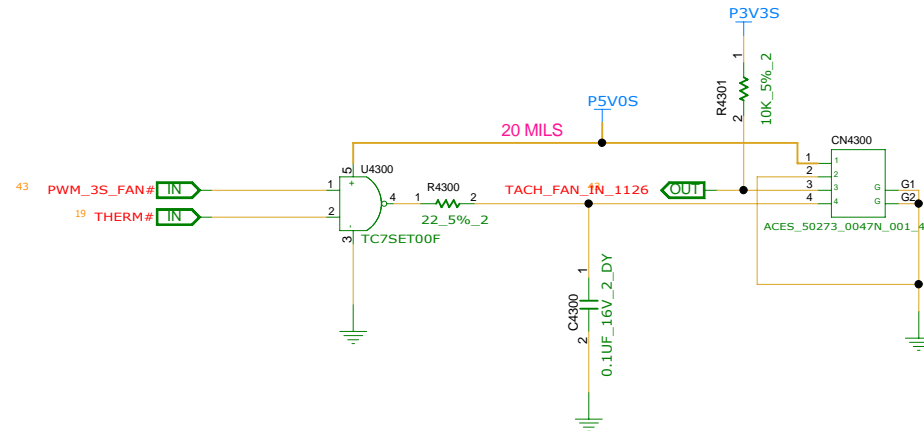 P3V3S
1
R4301
10K_5%_2
2
P5V0S
20 MILS
CN4300
1
2
3
4
1
2
3
4
G
G
G1
G2
ACES_50273_0047N_001_4
43
PWM_3S_FAN#
IN
19
THERM#
IN
1
2
5
+
-
3
4
U4300
TC7SET00F
1
R4300
2
22_5%_2
TACH_FAN_IN_1126
OUT
1
C4300
2
0.1UF_16V_2_DY